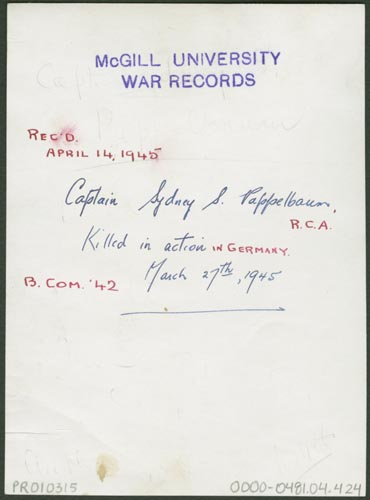 McGILL UNIVERSITY
WAR RECORDS
REC'D.
APRIL 14, 1945
Captain Sydney S. Pappelbaum,
R.C.A.
Killed in action IN GERMANY.
March 27th, 1945
B. COM. '42
PR010315
0000-0481.04.424